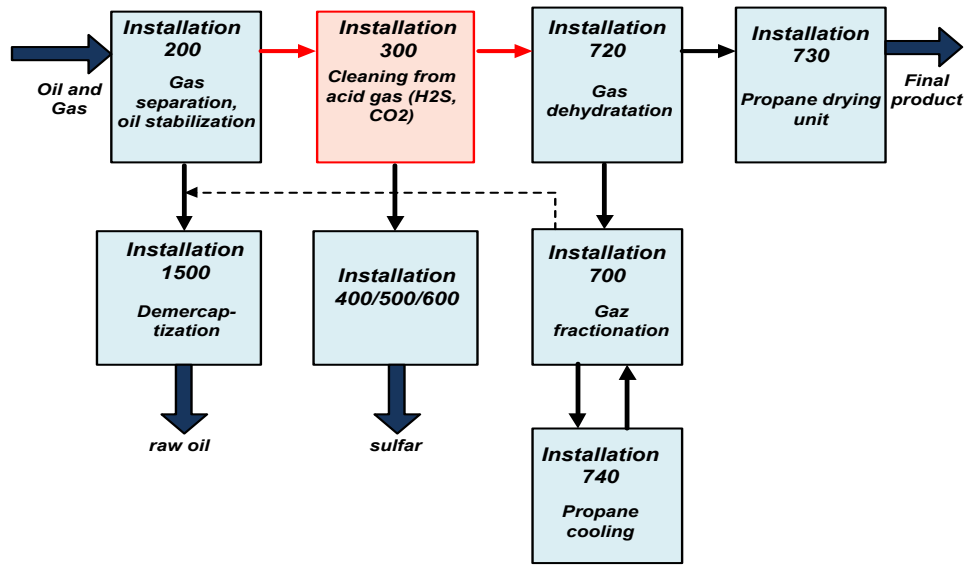 Installation
200
Gas
separation,
oil stabilization
Installation
300
Cleaning from
acid gas (H2S,
CO2)
Installation
720
Gas
dehydratation
Installation
730
Propane drying
unit
Oil and
Gas
Final
product
Installation
1500
Demercap-
tization
Installation
400/500/600
Installation
700
Gaz
fractionation
raw oil
sulfar
Installation
740
Propane
cooling